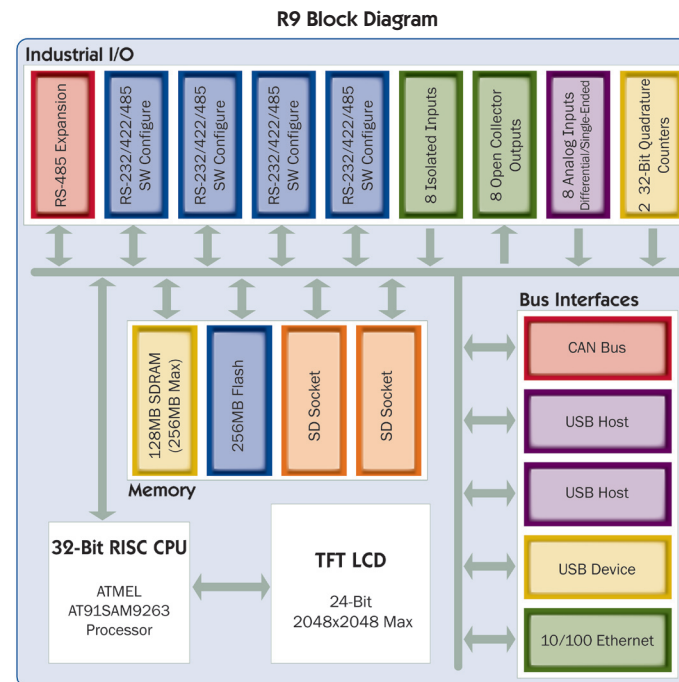 R9 Block Diagram
Industrial I/O
RS-485 Expansion
RS-232/422/485
SW Configure
RS-232/422/485
SW Configure
RS-232/422/485
SW Configure
RS-232/422/485
SW Configure
8 Isolated Inputs
8 Open Collector
Outputs
8 Analog Inputs
Differential/Single-Ended
2 32-Bit Quadrature
Counters
128MB SDRAM
(256MB Max)
256MB Flash
SD Socket
SD Socket
Memory
Bus Interfaces
CAN Bus
USB Host
USB Host
USB Device
10/100 Ethernet
32-Bit RISC CPU
ATMEL
AT91SAM9263
Processor
TFT LCD
24-Bit
2048x2048 Max